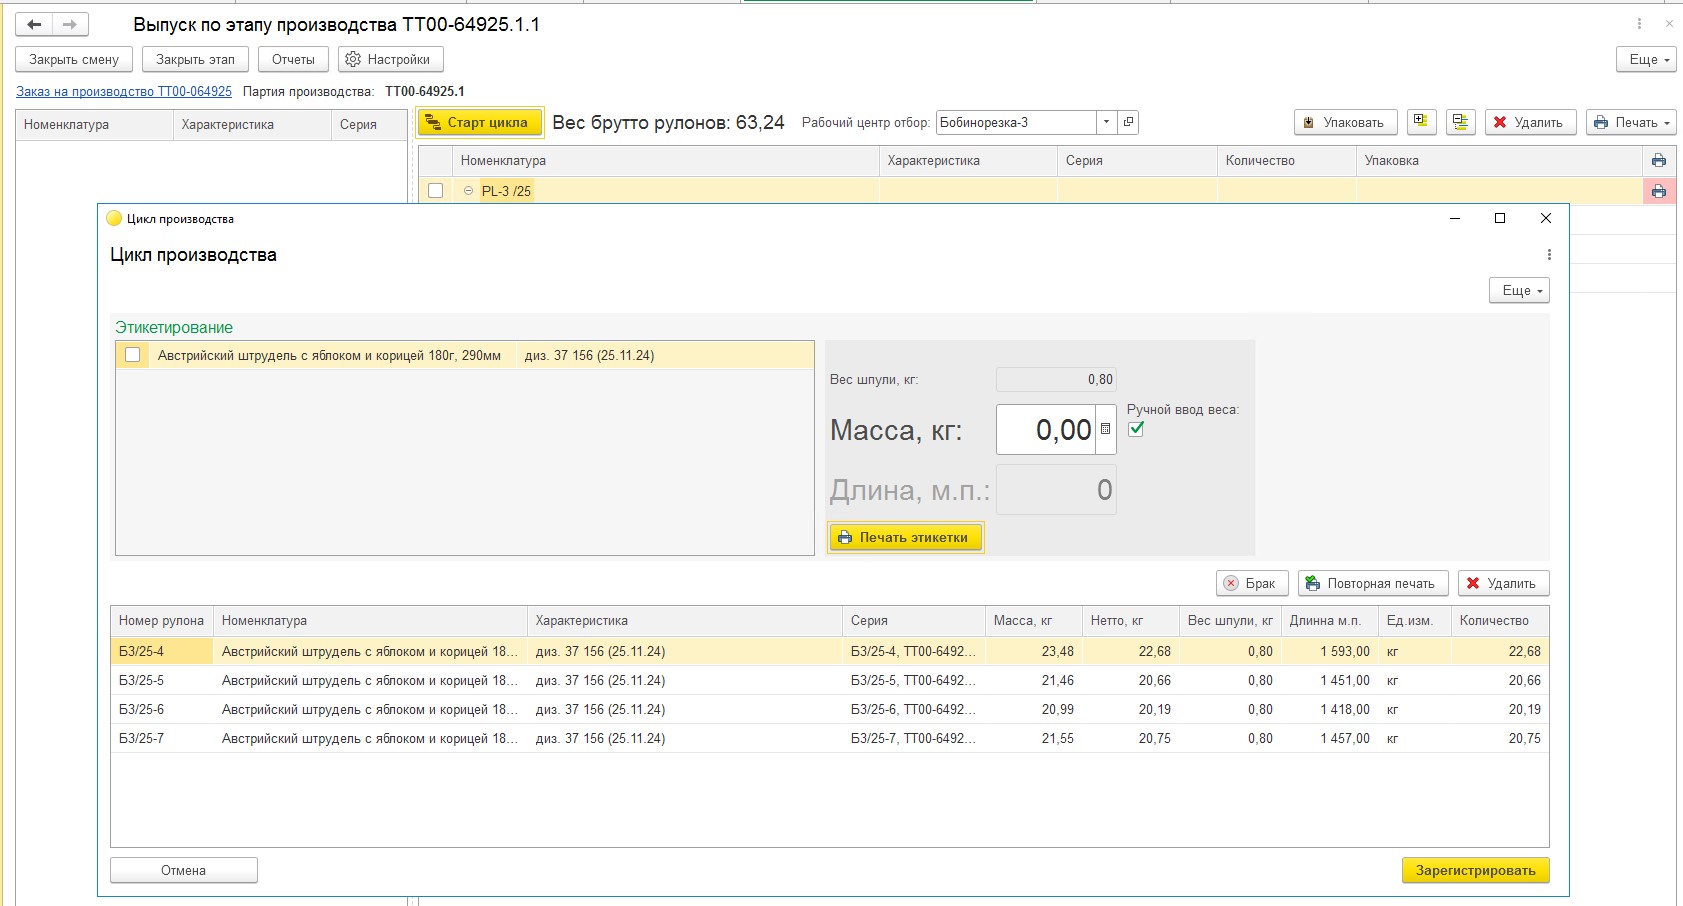 Выпуск по этапу производства ТТ00-64925.1.1
Закрыть смену Закрыть этап Отчеты Настройки Еще
Заказ на производство ТТ00-064925 Партия производства: ТТ00-64925.1
Номенклатура Характеристика Серия
Старт цикла Вес брутто рулонов: 63,24 Рабочий центр отбор: Бобинорезка-3 Упаковать Удалить Печать
Номенклатура Характеристика Серия Количество Упаковка
PL-3 /25
Цикл производства
Цикл производства
Еще
Этикетирование
Австрийский штрудель с яблоком и корицей 180г, 290мм диз. 37 156 (25.11.24)
Вес шпули, кг: 0,80
Масса, кг: 0,00 Ручной ввод веса:
Длина, м.п.: 0
Печать этикетки
Брак Повторная печать Удалить
Номер рулона Номенклатура Характеристика Серия Масса, кг Нетто, кг Вес шпули, кг Длинна м.п. Ед.изм. Количество
БЗ/25-4 Австрийский штрудель с яблоком и корицей 18... диз. 37 156 (25.11.24) БЗ/25-4, ТТ00-6492... 23,48 22,68 0,80 1 593,00 кг 22,68
БЗ/25-5 Австрийский штрудель с яблоком и корицей 18... диз. 37 156 (25.11.24) БЗ/25-5, ТТ00-6492... 21,46 20,66 0,80 1 451,00 кг 20,66
БЗ/25-6 Австрийский штрудель с яблоком и корицей 18... диз. 37 156 (25.11.24) БЗ/25-6, ТТ00-6492... 20,99 20,19 0,80 1 418,00 кг 20,19
БЗ/25-7 Австрийский штрудель с яблоком и корицей 18... диз. 37 156 (25.11.24) БЗ/25-7, ТТ00-6492... 21,55 20,75 0,80 1 457,00 кг 20,75
Отмена Зарегистрировать